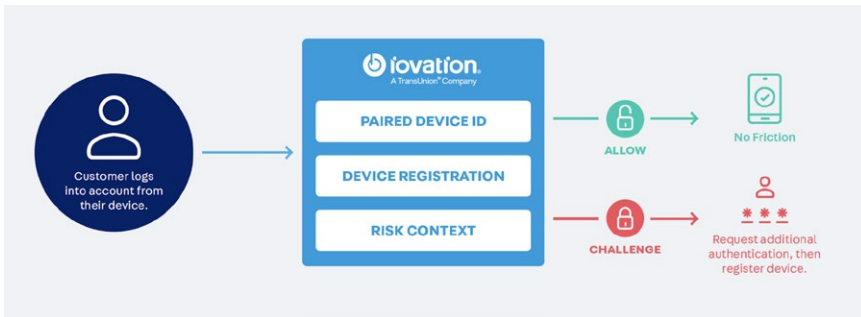 iovation.
A TransUnion® Company
Customer logs
into account from
their device.
PAIRED DEVICE ID
DEVICE REGISTRATION
RISK CONTEXT
ALLOW
No Friction
CHALLENGE
* * *
Request additional
authentication, then
register device.